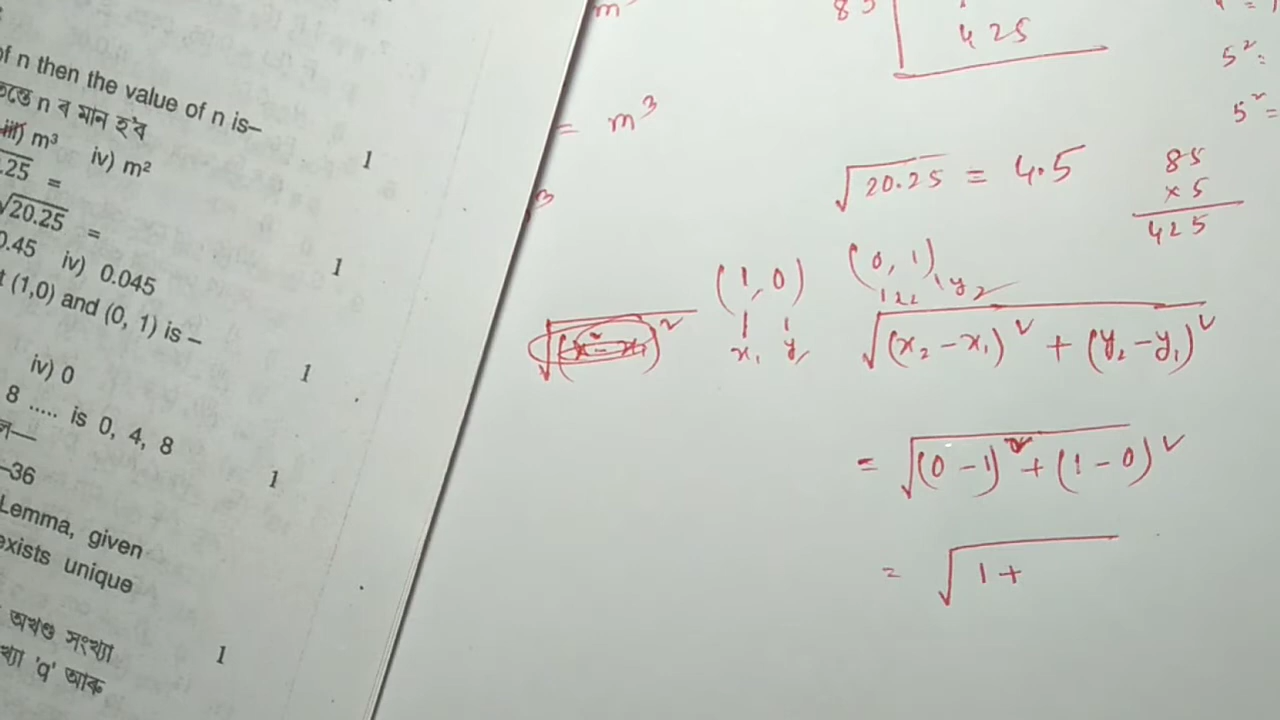 of n then the value of n is–
n ৰ মান হ'ব
iii) m³ iv) m² 1
.25 =
√20.25 =
0.45 iv) 0.045 1
(1,0) and (0, 1) is –
iv) 0 1
8 ..... is 0, 4, 8
–36 1
Lemma, given
exists unique
অখণ্ড সংখ্যা 1
'q' আৰু
m
85
425
5² =
5² =
= m³
3
√20.25 = 4.5
85
× 5
425
(1, 0) (0, 1)
x₁ y₁ x₂ y₂
√(x₂ – x₁)² + (y₂ – y₁)²
= √(0 – 1)² + (1 – 0)²
= √1 +